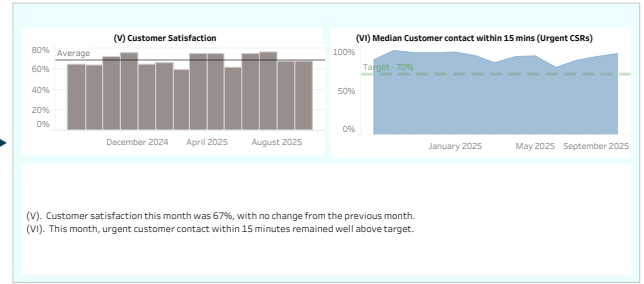 (V) Customer Satisfaction
80%
Average
60%
40%
20%
0%
December 2024 April 2025 August 2025
(VI) Median Customer contact within 15 mins (Urgent CSRs)
100%
Target - 70%
50%
0%
January 2025 May 2025 September 2025
(V). Customer satisfaction this month was 67%, with no change from the previous month.
(VI). This month, urgent customer contact within 15 minutes remained well above target.